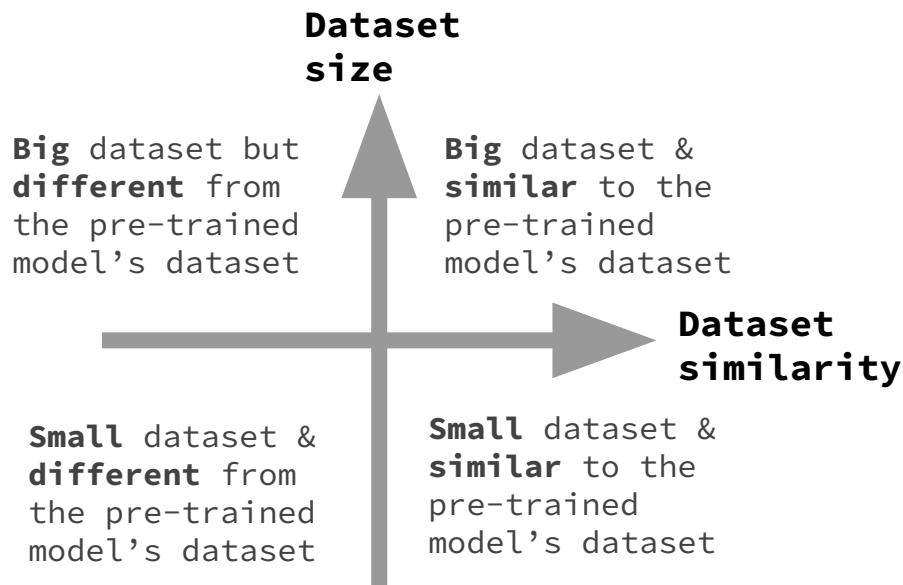 Dataset
size
Big dataset but
different from
the pre-trained
model’s dataset
Big dataset &
similar to the
pre-trained
model’s dataset
Dataset
similarity
Small dataset &
different from
the pre-trained
model’s dataset
Small dataset &
similar to the
pre-trained
model’s dataset